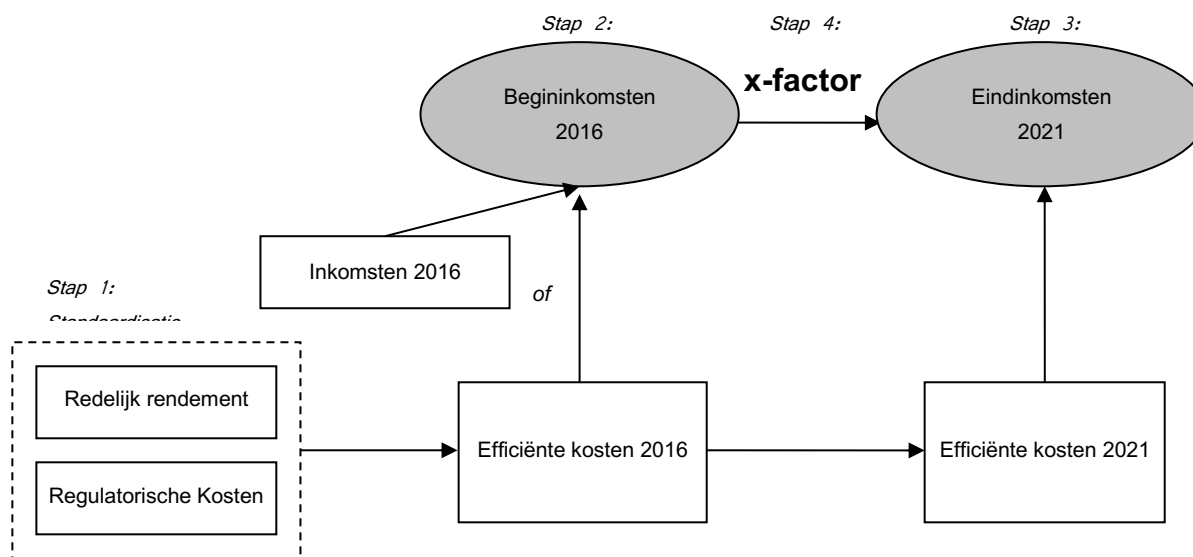 Stap 2:
Stap 4:
Stap 3:
x-factor
Begininkomsten
2016
Eindinkomsten
2021
Inkomsten 2016
of
Stap 1:
Redelijk rendement
Regulatorische Kosten
Efficiënte kosten 2016
Efficiënte kosten 2021